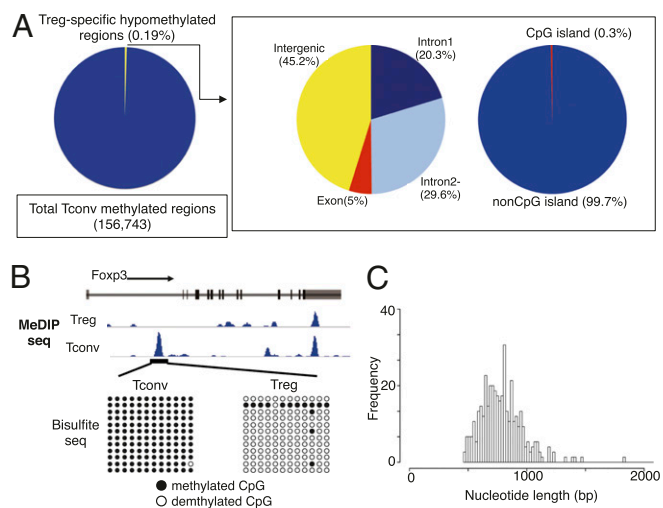 A
Treg-specific hypomethylated
regions (0.19%)
Total Tconv methylated regions
(156,743)
Intergenic
(45.2%)
Intron1
(20.3%)
Exon(5%)
Intron2-
(29.6%)
CpG island (0.3%)
nonCpG island (99.7%)
B
Foxp3
MeDIP
seq
Treg
Tconv
Tconv
Treg
Bisulfite
seq
methylated CpG
demthylated CpG
C
40
20
0
Frequency
0
1000
2000
Nucleotide length (bp)